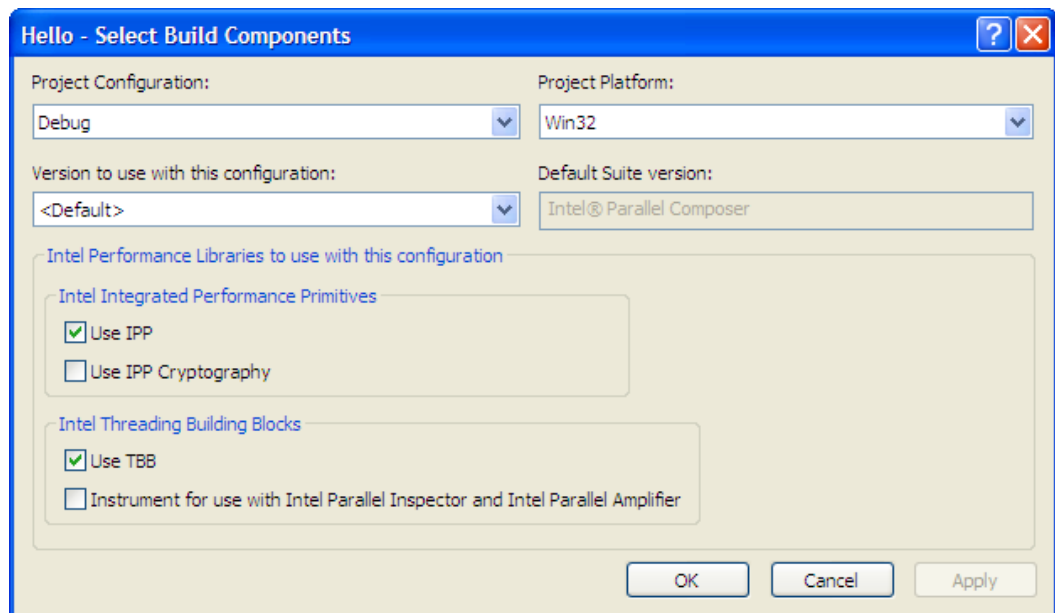 Hello - Select Build Components
Project Configuration:
Project Platform:
Debug
Win32
Version to use with this configuration:
Default Suite version:
<Default>
Intel® Parallel Composer
Intel Performance Libraries to use with this configuration
Intel Integrated Performance Primitives
Use IPP
Use IPP Cryptography
Intel Threading Building Blocks
Use TBB
Instrument for use with Intel Parallel Inspector and Intel Parallel Amplifier
OK
Cancel
Apply